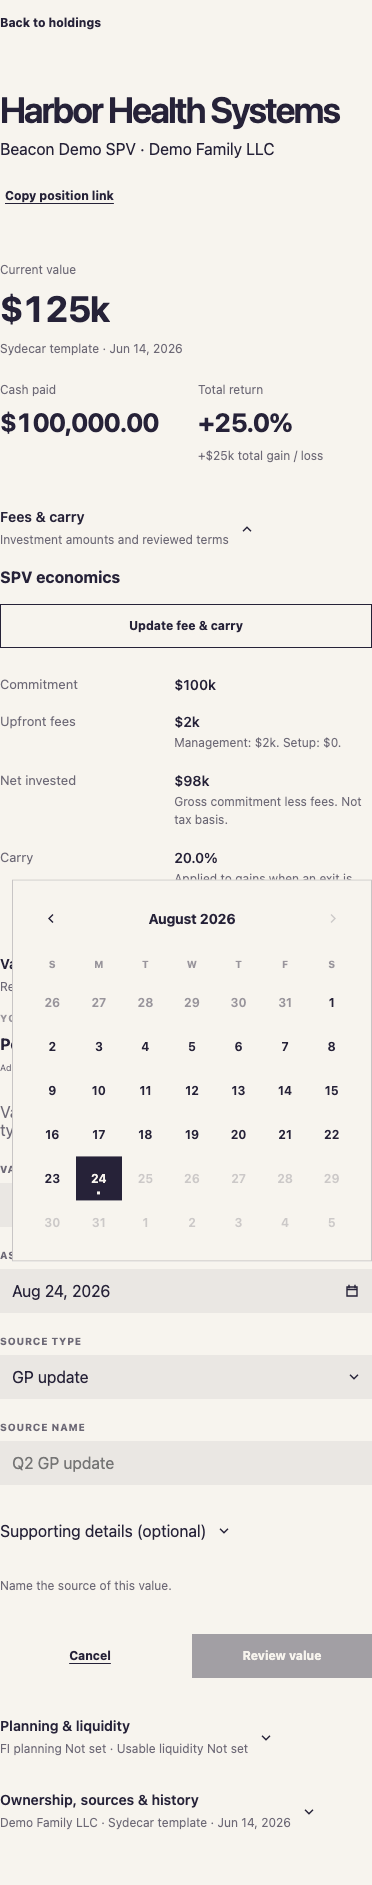 Back to holdings
Harbor Health Systems
Beacon Demo SPV · Demo Family LLC
Copy position link
Current value
$125k
Sydecar template · Jun 14, 2026
Cash paid Total return
$100,000.00 +25.0%
+$25k total gain / loss
Fees & carry
Investment amounts and reviewed terms
SPV economics
Update fee & carry
Commitment $100k
Upfront fees $2k
Management: $2k. Setup: $0.
Net invested $98k
Gross commitment less fees. Not
tax basis.
Carry 20.0%
Applied to gains when an exit is
August 2026
S M T W T F S
26 27 28 29 30 31 1
2 3 4 5 6 7 8
9 10 11 12 13 14 15
16 17 18 19 20 21 22
23 24 25 26 27 28 29
30 31 1 2 3 4 5
Aug 24, 2026
SOURCE TYPE
GP update
SOURCE NAME
Q2 GP update
Supporting details (optional)
Name the source of this value.
Cancel Review value
Planning & liquidity
FI planning Not set · Usable liquidity Not set
Ownership, sources & history
Demo Family LLC · Sydecar template · Jun 14, 2026